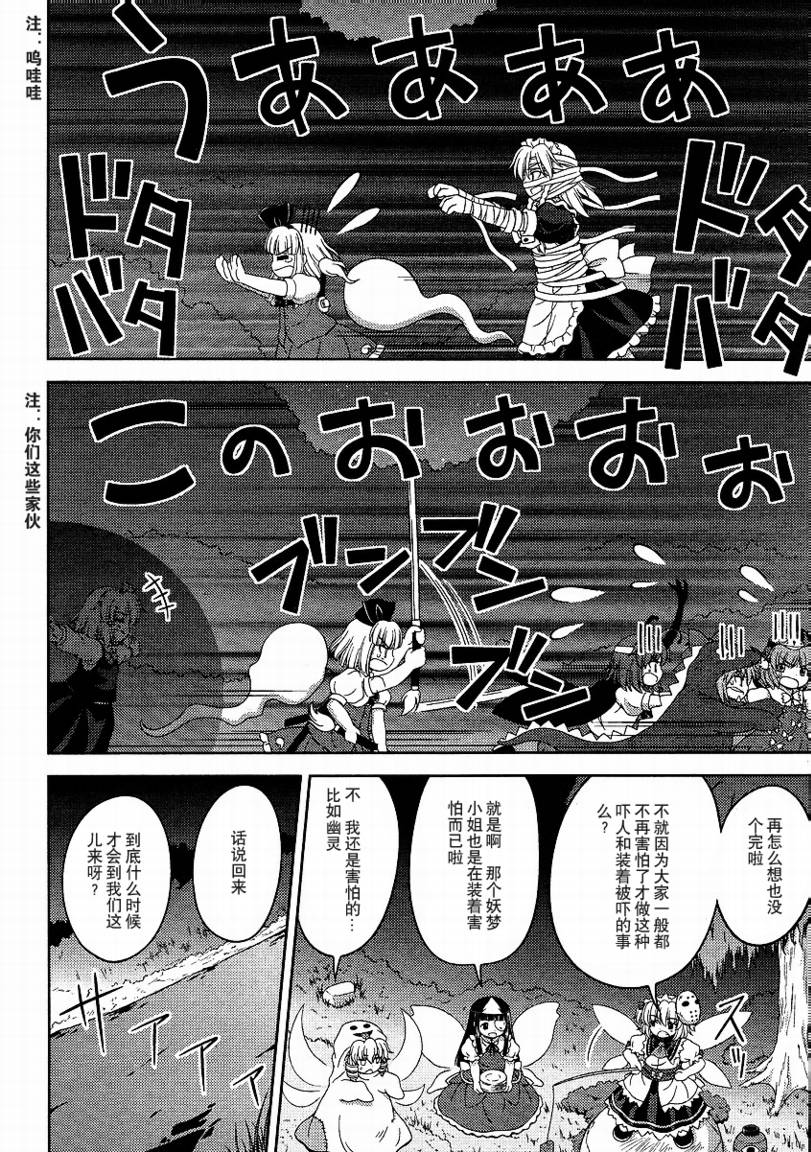 うああああ
ドタ
バタ
ドタ
バタ
注：呜哇哇
このおおおお
ブンブン
ブンブン
注：你们这些家伙
再怎么想也没
个完啦
不就因为大家一般都
不再害怕了才做这种
吓人和装着被吓的事
么？
就是啊 那个妖梦
小姐也是在装着害
怕而已啦
不 我还是害怕的…
比如幽灵
话说回来
到底什么时候
才会到我们这
儿来呀？
アァァァ